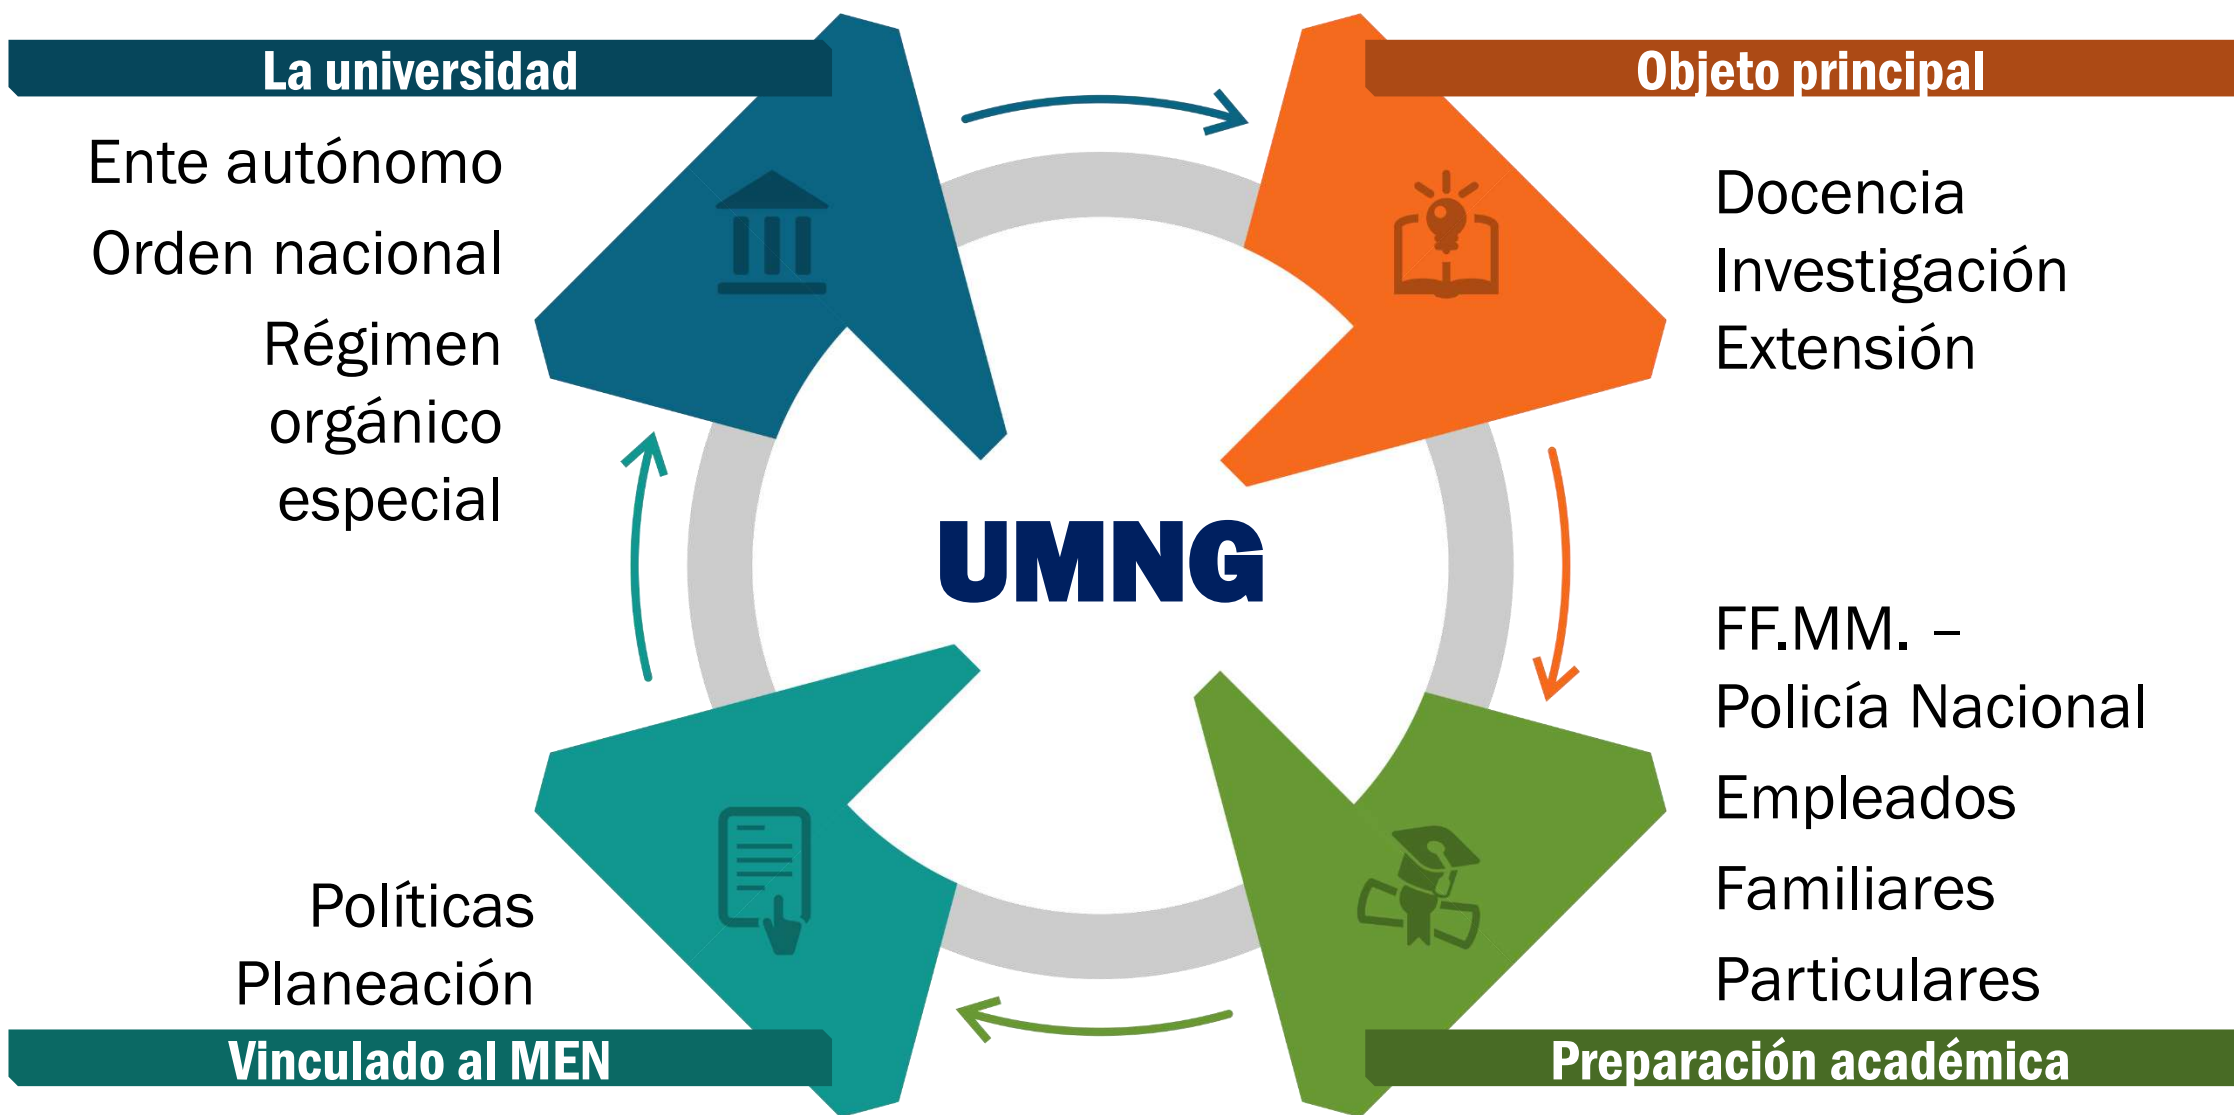 La universidad
Ente autónomo
Orden nacional
Régimen
orgánico
especial
Objeto principal
Docencia
Investigación
Extensión
UMNG
FF.MM. –
Policía Nacional
Empleados
Familiares
Particulares
Preparación académica
Políticas
Planeación
Vinculado al MEN